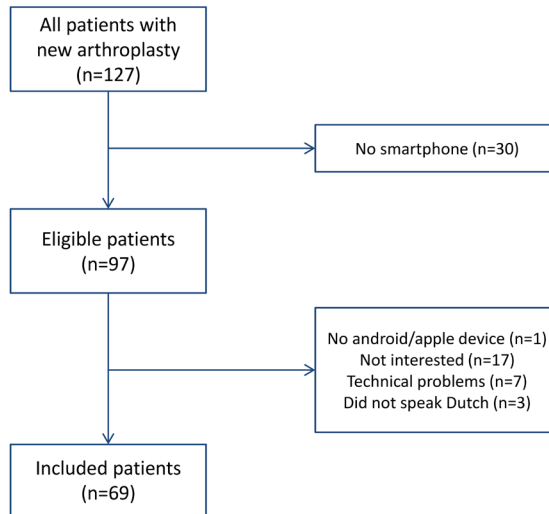 All patients with
new arthroplasty
(n=127)
No smartphone (n=30)
Eligible patients
(n=97)
No android/apple device (n=1)
Not interested (n=17)
Technical problems (n=7)
Did not speak Dutch (n=3)
Included patients
(n=69)